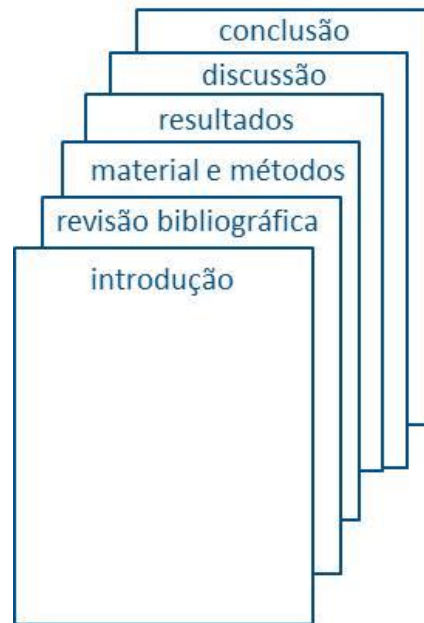 conclusão
discussão
resultados
material e métodos
revisão bibliográfica
introdução